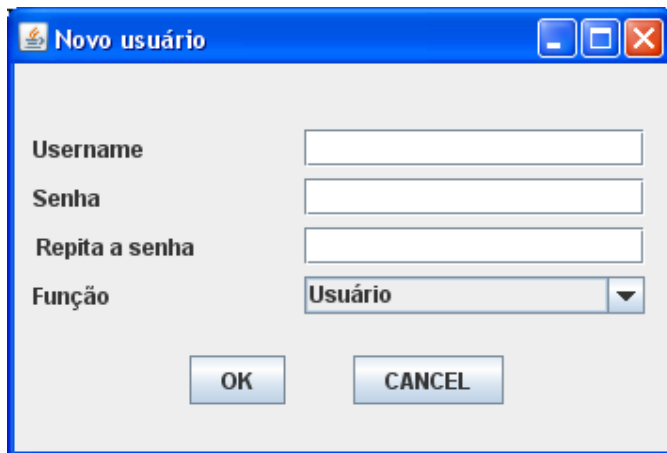 Novo usuário
Username
Senha
Repita a senha
Função Usuário
OK CANCEL